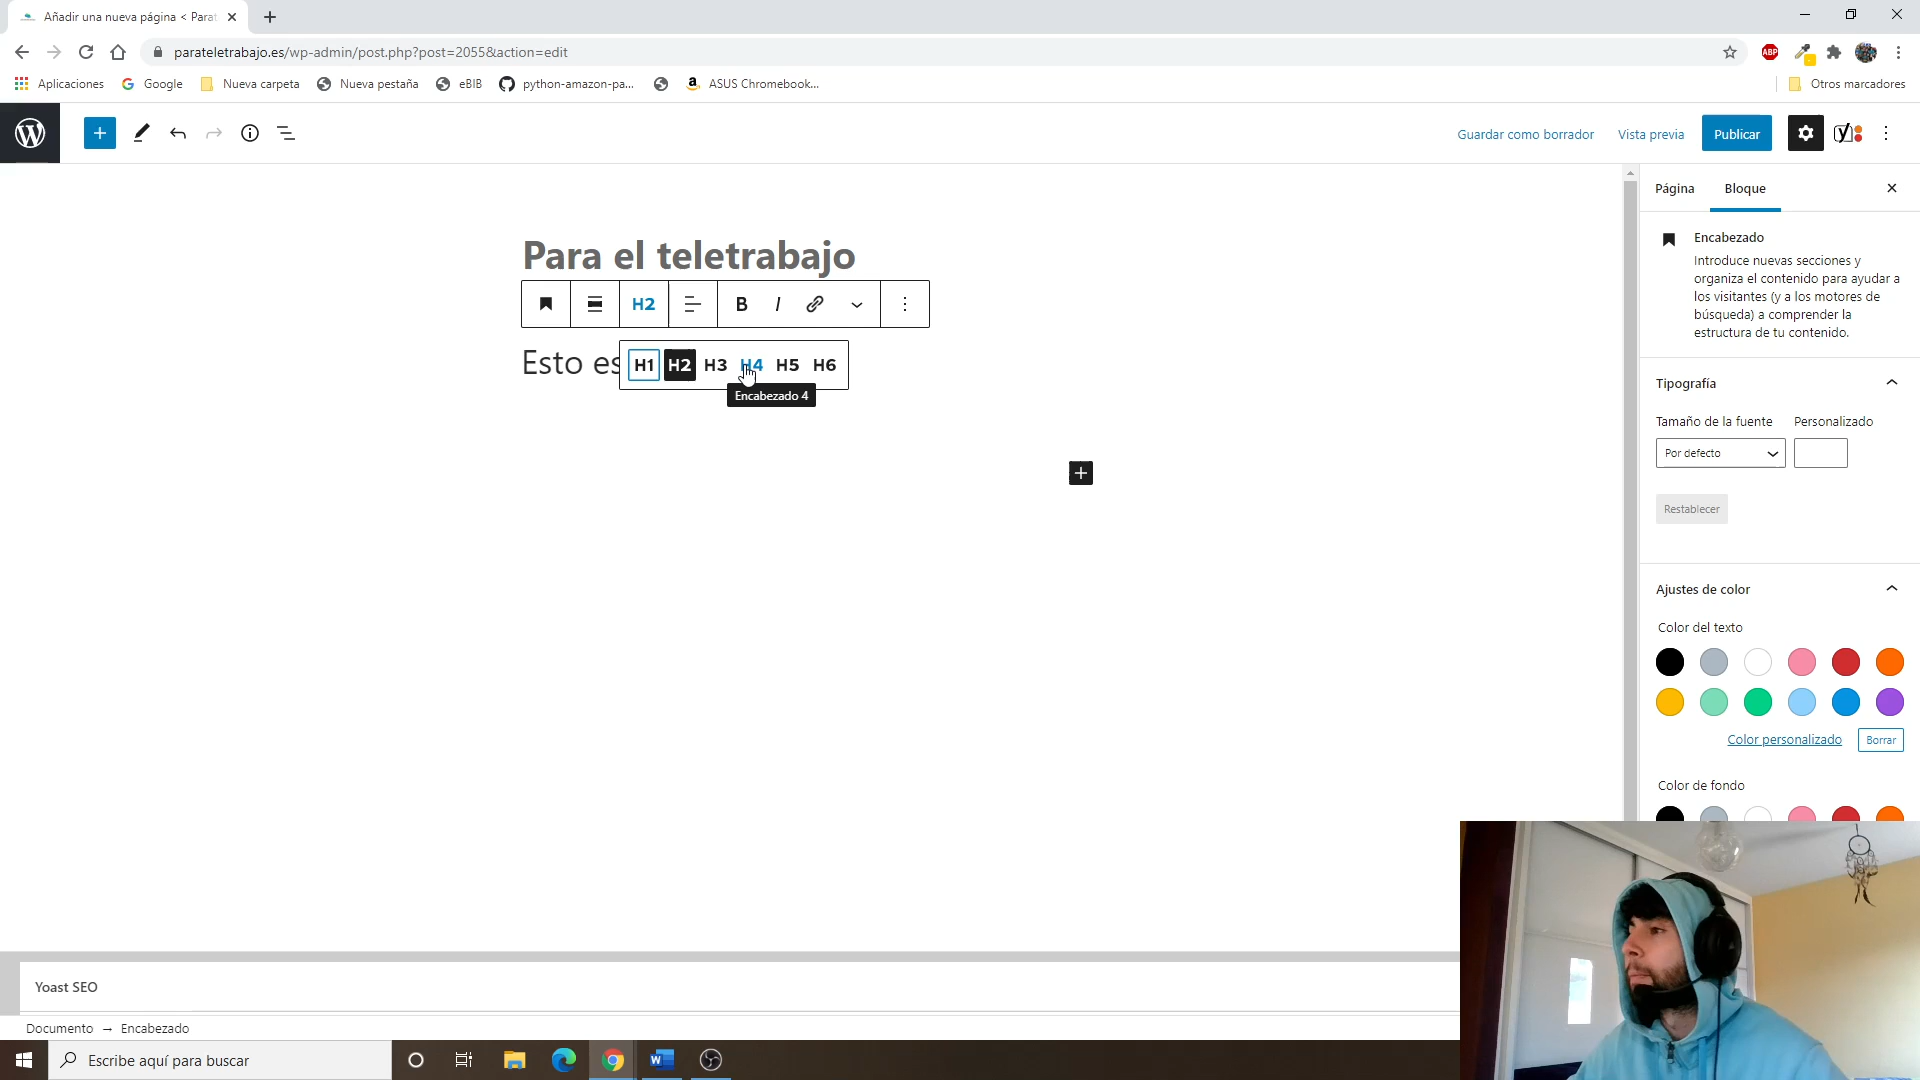 Añadir una nueva página < Parat
parateletrabajo.es/wp-admin/post.php?post=2055&action=edit
ABP
Aplicaciones
Google
Nueva carpeta
Nueva pestaña
eBIB
python-amazon-pa...
ASUS Chromebook...
Otros marcadores
Guardar como borrador
Vista previa
Publicar
Página
Bloque
Para el teletrabajo
H2
B
I
Esto es
H1
H2
H3
H4
H5
H6
Encabezado 4
Encabezado
Introduce nuevas secciones y
organiza el contenido para ayudar a
los visitantes (y a los motores de
búsqueda) a comprender la
estructura de tu contenido.
Tipografía
Tamaño de la fuente
Personalizado
Por defecto
Restablecer
Ajustes de color
Color del texto
Color personalizado
Borrar
Color de fondo
Yoast SEO
Documento → Encabezado
Escribe aquí para buscar